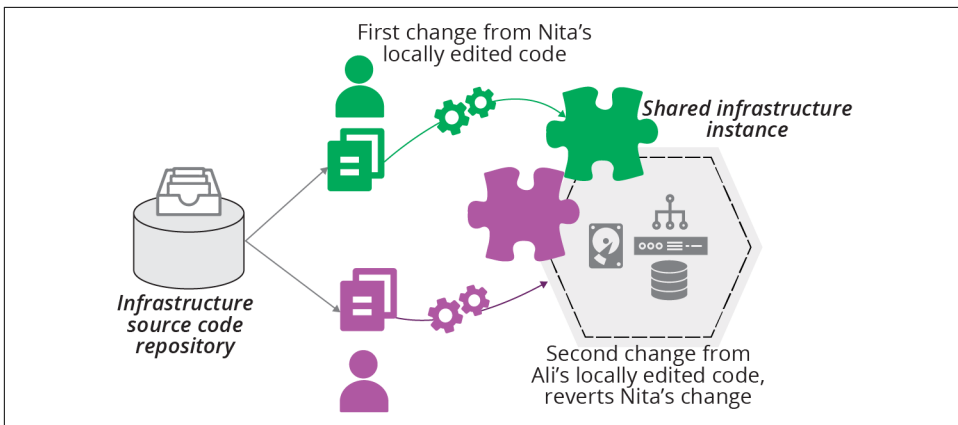 First change from Nita’s
locally edited code
Shared infrastructure
instance
Infrastructure
source code
repository
Second change from
Ali’s locally edited code,
reverts Nita’s change